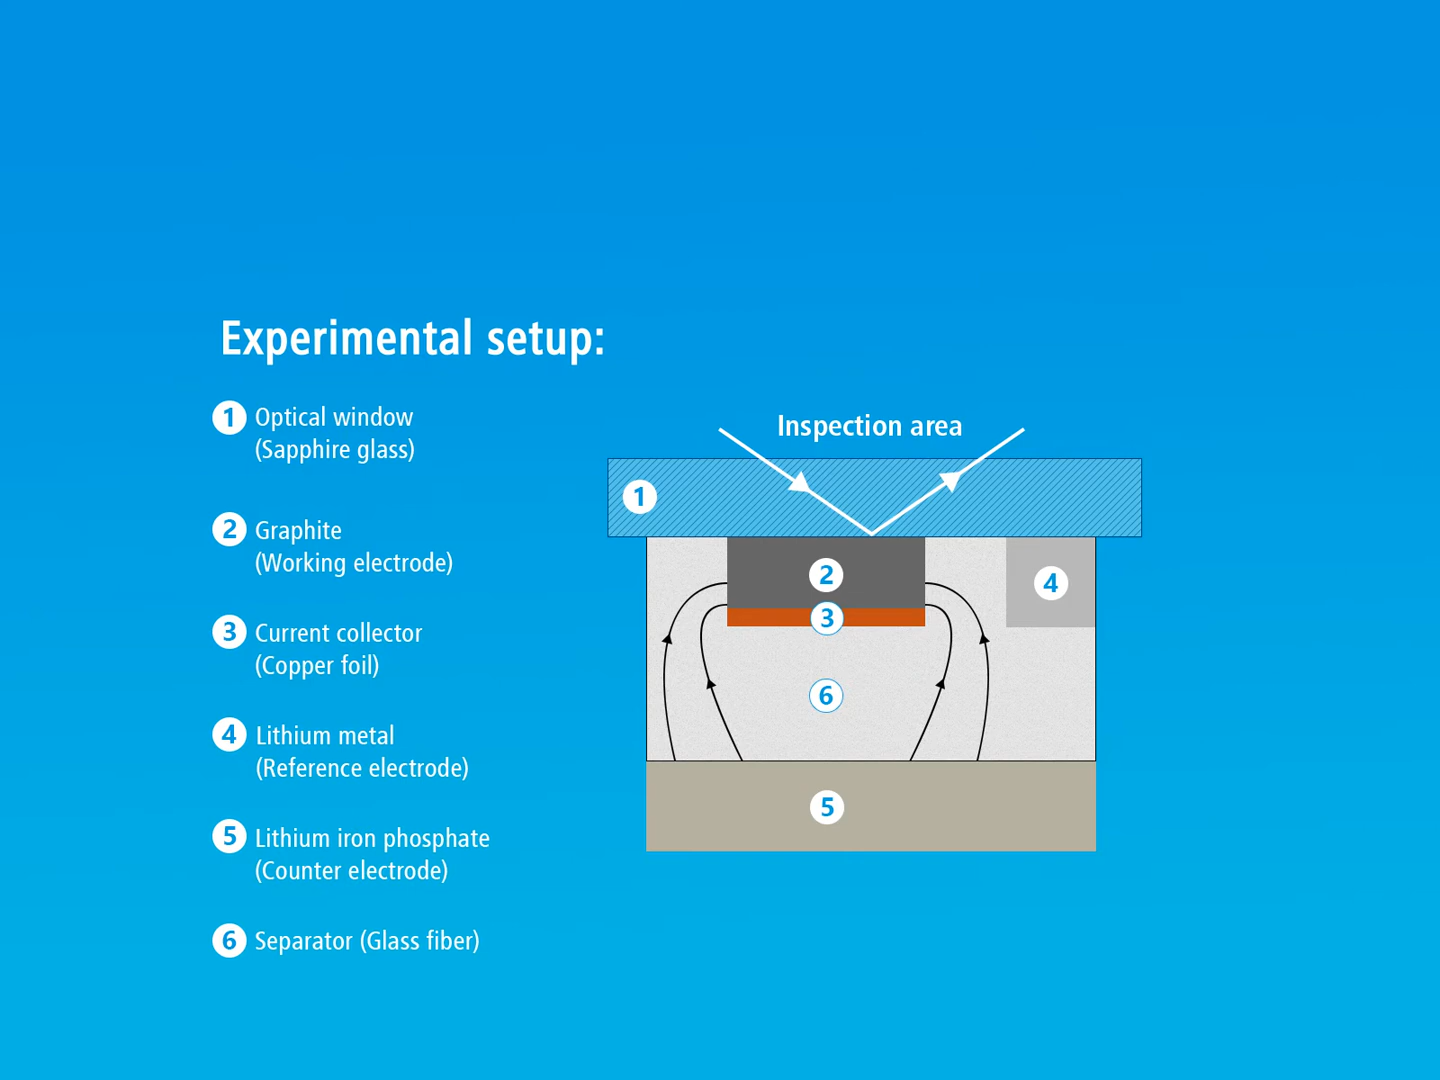 Experimental setup:
1 Optical window
(Sapphire glass)
2 Graphite
(Working electrode)
3 Current collector
(Copper foil)
4 Lithium metal
(Reference electrode)
5 Lithium iron phosphate
(Counter electrode)
6 Separator (Glass fiber)
Inspection area
1
2
4
3
6
5